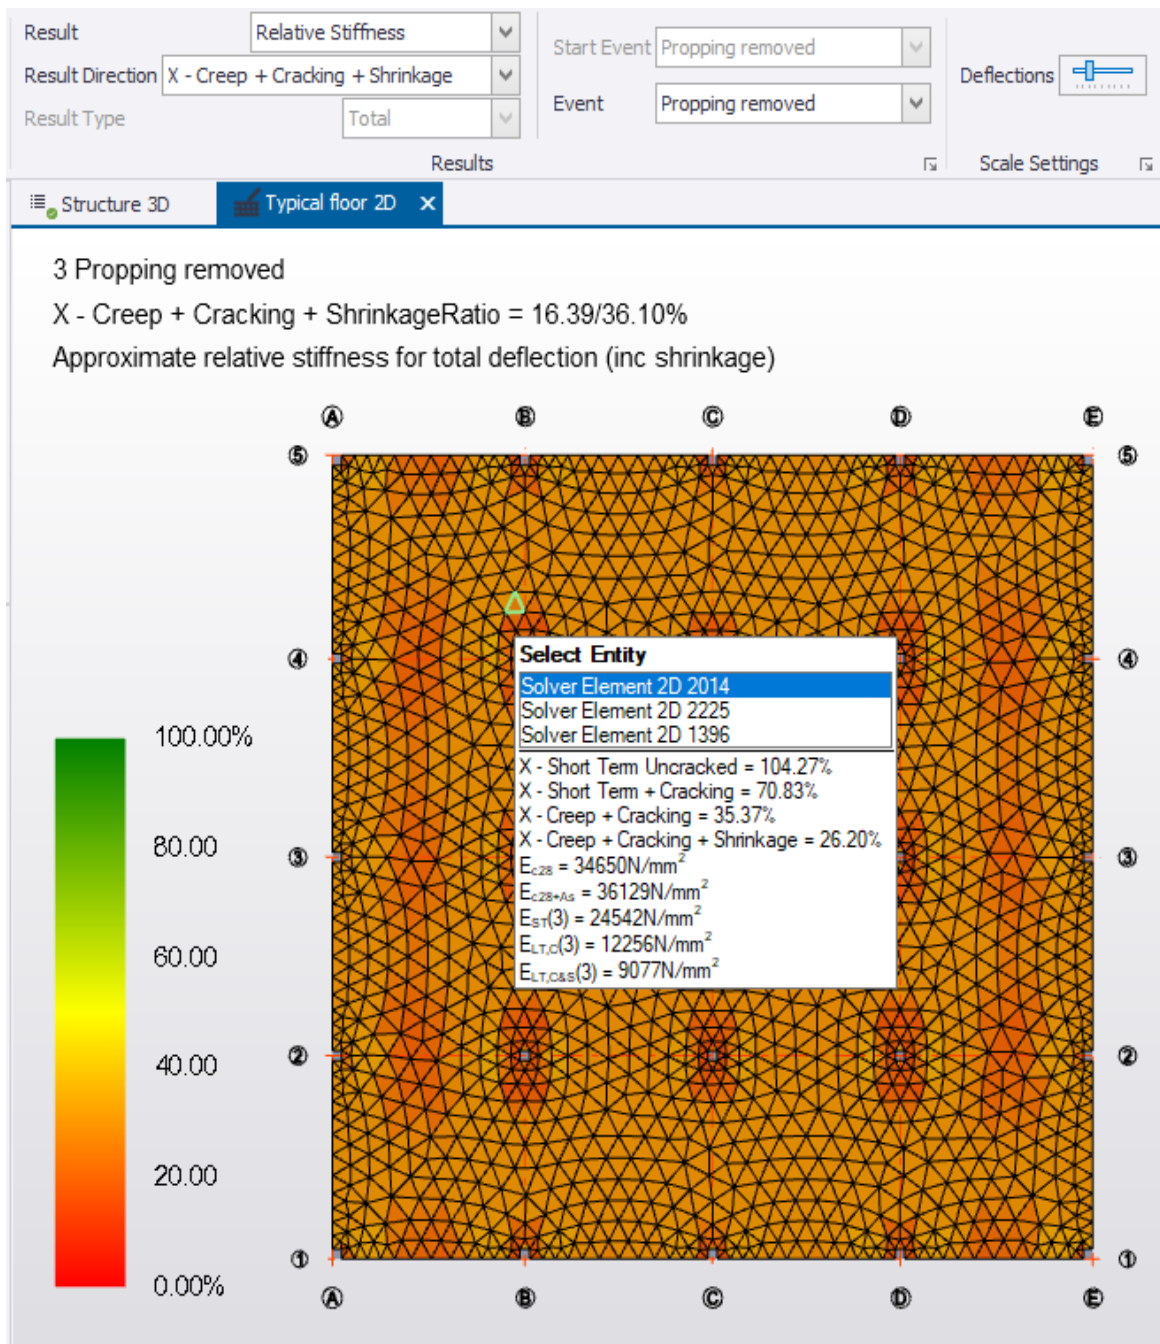 Result Relative Stiffness
Start Event Propping removed
Result Direction X - Creep + Cracking + Shrinkage
Deflections
Event Propping removed
Result Type Total
Results
Scale Settings
Structure 3D
Typical floor 2D
3 Propping removed
X - Creep + Cracking + ShrinkageRatio = 16.39/36.10%
Approximate relative stiffness for total deflection (inc shrinkage)
A B C D E
5 5
4 4
Select Entity
Solver Element 2D 2014
Solver Element 2D 2225
Solver Element 2D 1396
X - Short Term Uncracked = 104.27%
X - Short Term + Cracking = 70.83%
X - Creep + Cracking = 35.37%
X - Creep + Cracking + Shrinkage = 26.20%
Ec28 = 34650N/mm²
Ec28+As = 36129N/mm²
EST(3) = 24542N/mm²
ELT,C(3) = 12256N/mm²
ELT,C&S(3) = 9077N/mm²
100.00%
80.00
3 3
60.00
40.00
2 2
20.00
0.00%
1 1
A B C D E